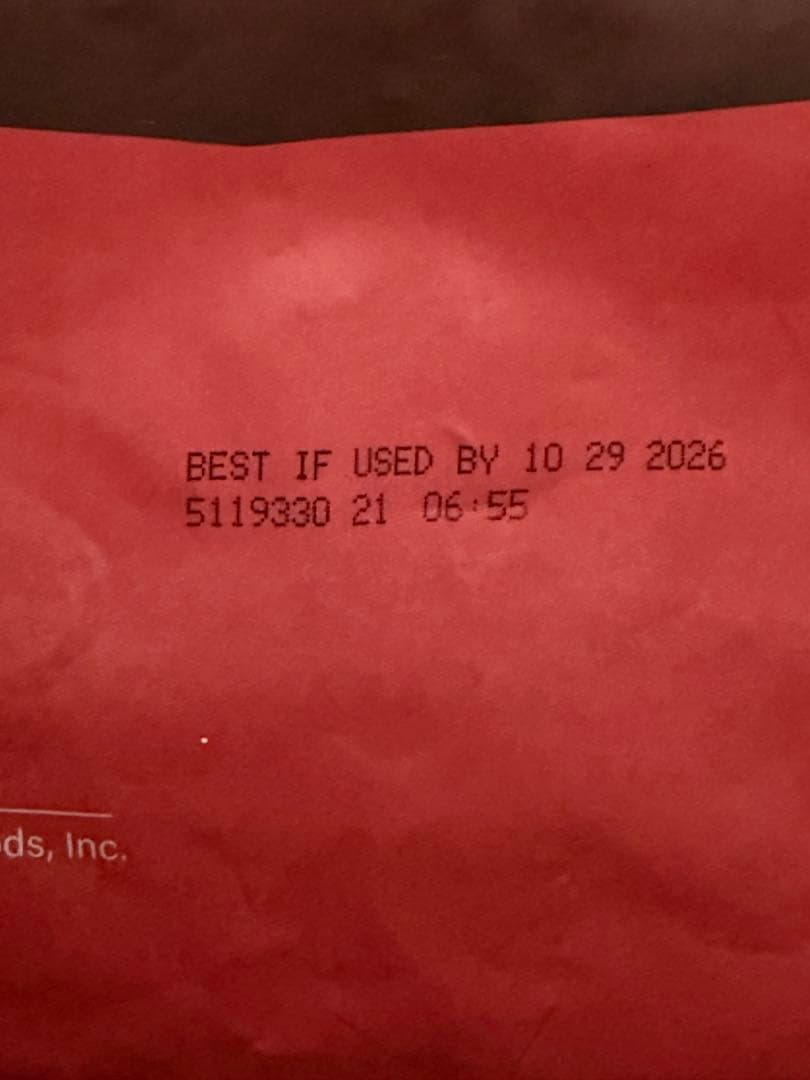 BEST IF USED BY 10 29 2026
5119330 21 06:55
ds, Inc.